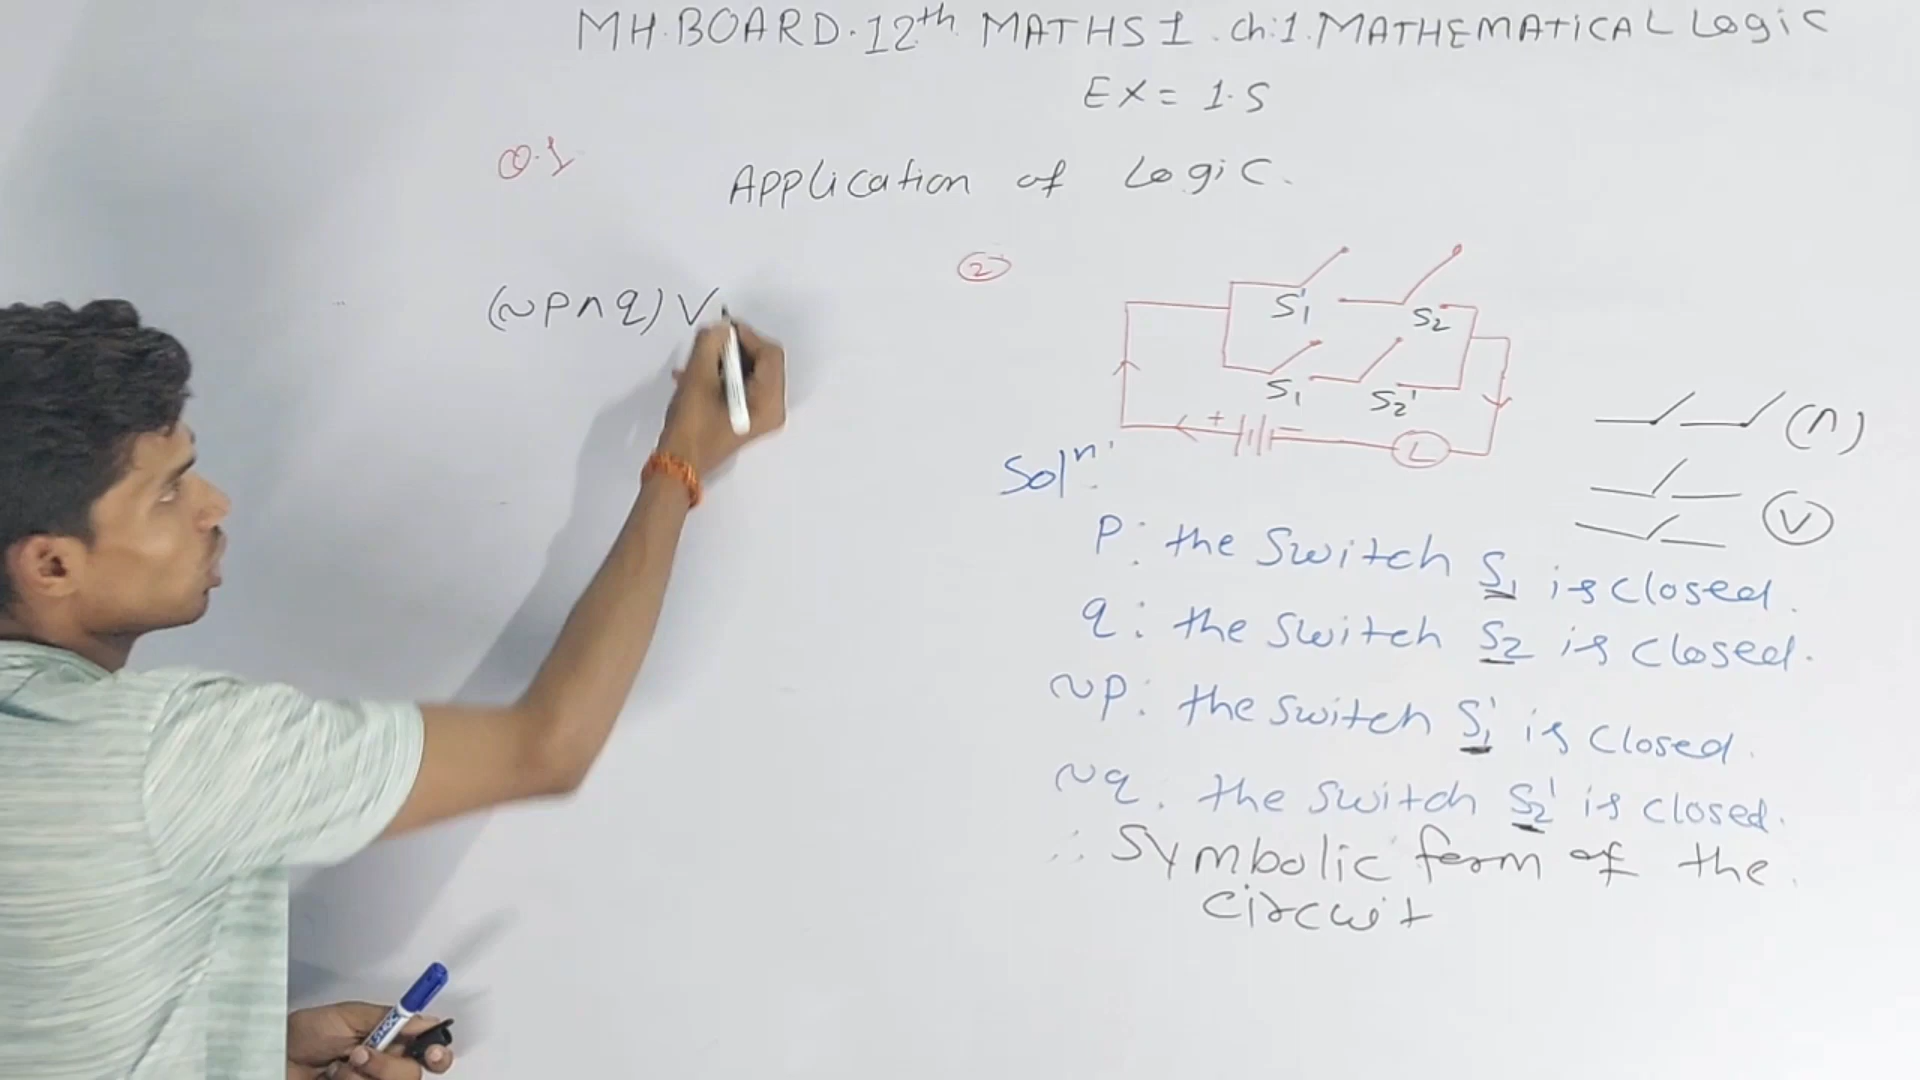 MH.BOARD.12th MATHS 1. ch:1. MATHEMATICAL Logic
EX = 1.5
Q.1
Application of Logic.
(~p∧q)∨
2
S₁' S₂
S₁ S₂'
+ −
L
(∧)
∨
Solⁿ:
P: the switch S₁ is closed.
q: the switch S₂ is closed.
~p: the switch S₁' is closed.
~q. the switch S₂' is closed.
∴ Symbolic form of the
circuit